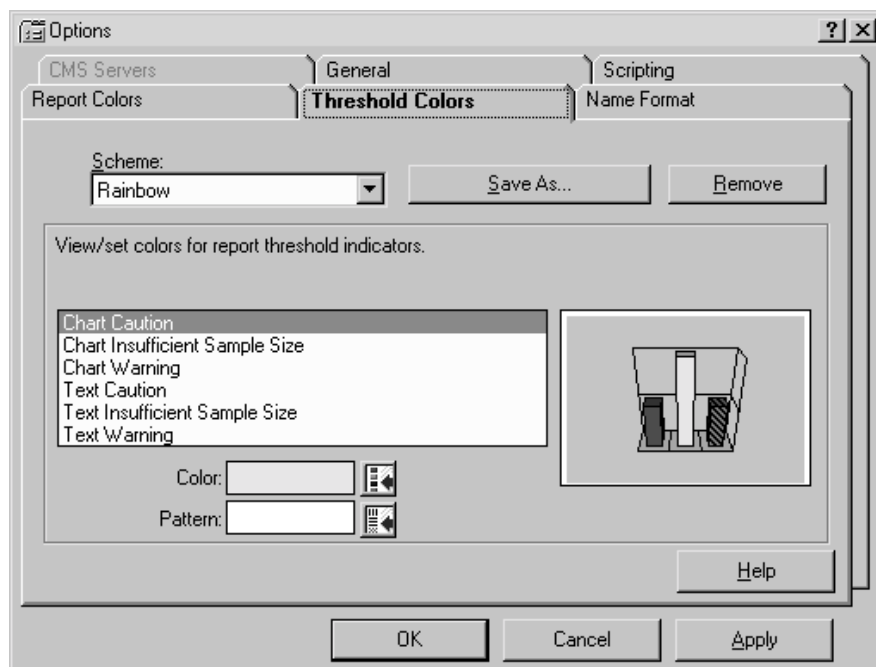 Options
CMS Servers General Scripting
Report Colors Threshold Colors Name Format
Scheme:
Rainbow Save As... Remove
View/set colors for report threshold indicators.
Chart Caution
Chart Insufficient Sample Size
Chart Warning
Text Caution
Text Insufficient Sample Size
Text Warning
Color:
Pattern:
Help
OK Cancel Apply